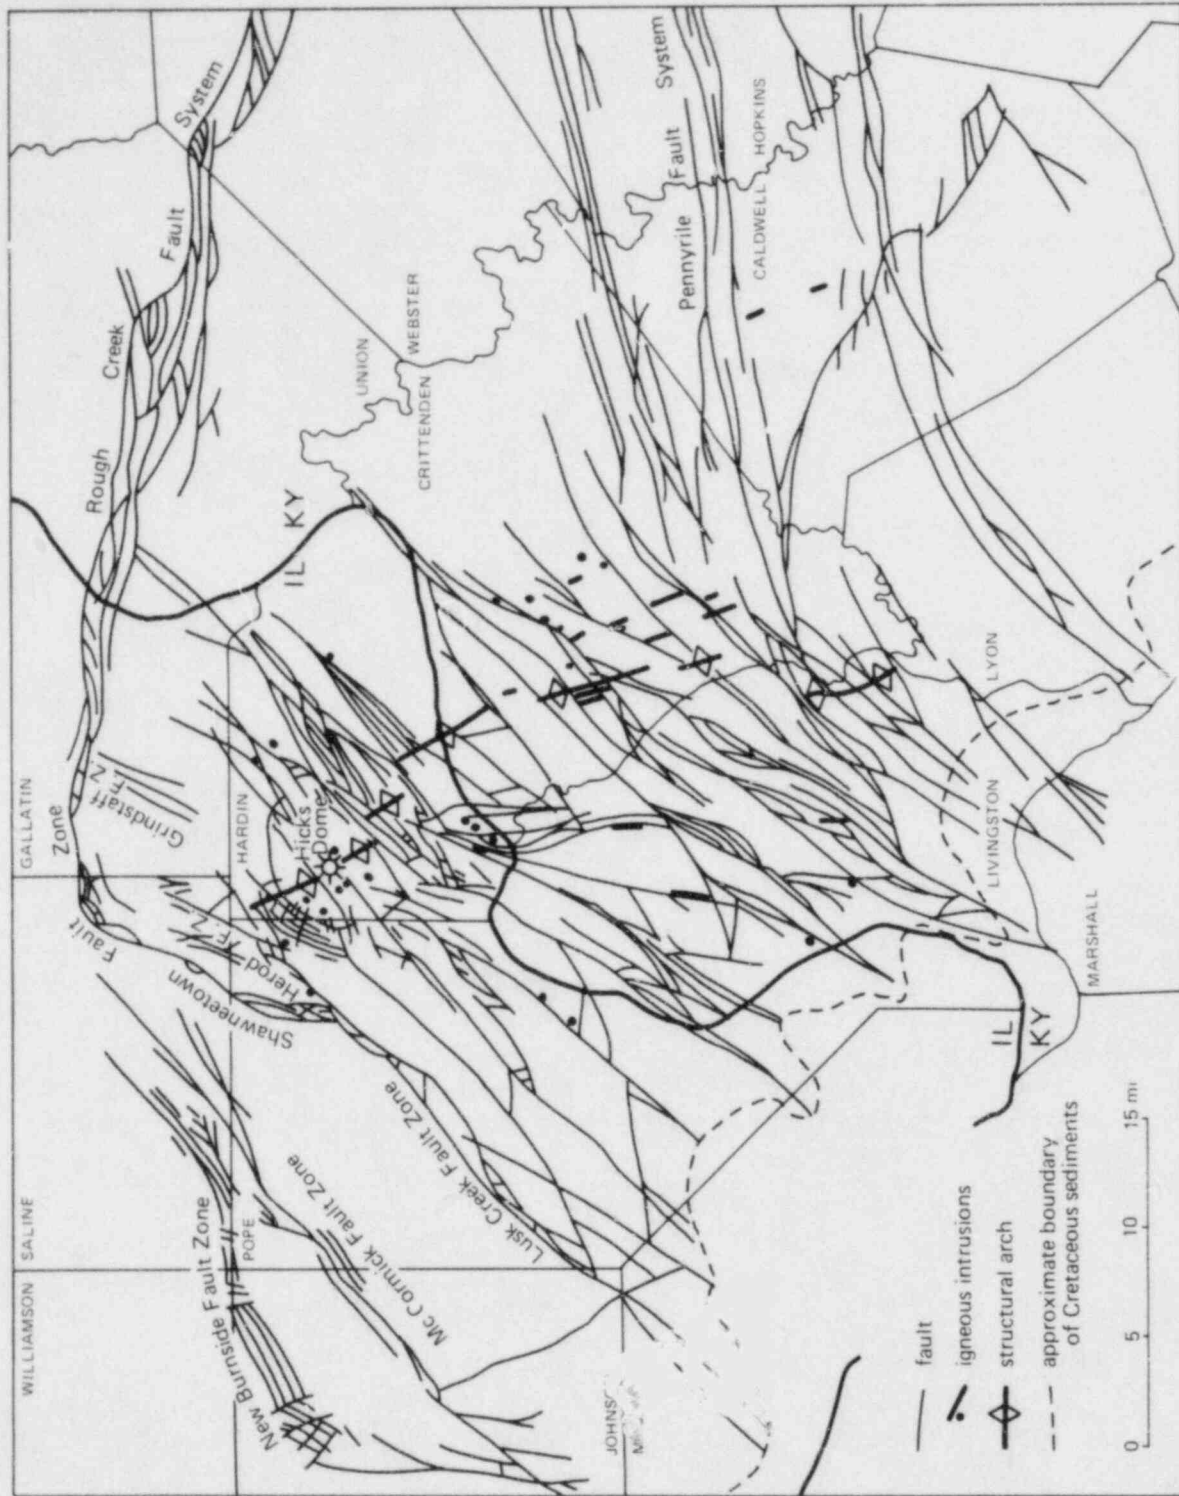 WILLIAMSON
SALINE
GALLATIN
New Burnside Fault Zone
POPE
Mc Cormick Fault Zone
Shawneetown
Fault
Zone
Herod F.Z.
Lusk Creek Fault Zone
Grindstaff
F.Z.
HARDIN
Hicks
Dome
Rough
Creek
Fault
System
IL
KY
UNION
WEBSTER
CRITTENDEN
Pennyrile
Fault
System
CALDWELL
HOPKINS
LYON
LIVINGSTON
MARSHALL
IL
KY
fault
igneous intrusions
structural arch
approximate boundary
of Cretaceous sediments
0
5
10
15 mi